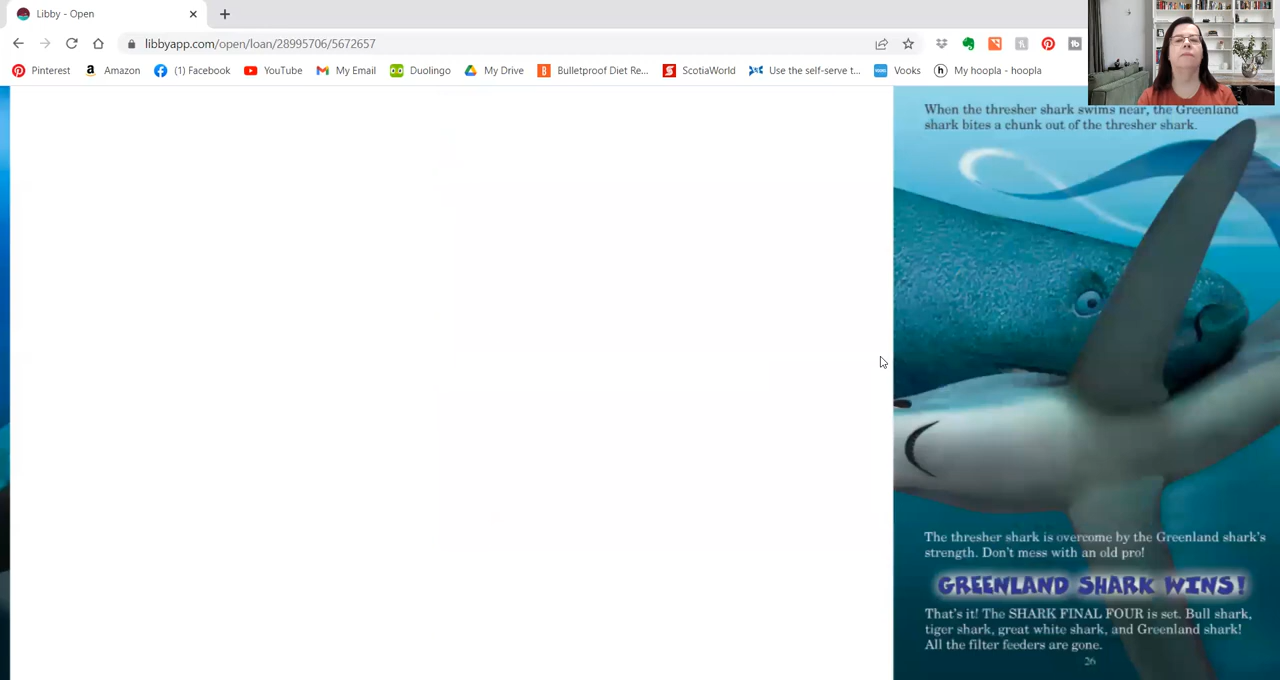 Libby - Open
libbyapp.com/open/loan/28995706/5672657
Pinterest Amazon (1) Facebook YouTube My Email Duolingo My Drive Bulletproof Diet Re... ScotiaWorld Use the self-serve t... Vooks My hoopla - hoopla
When the thresher shark swims near, the Greenland
shark bites a chunk out of the thresher shark.
The thresher shark is overcome by the Greenland shark's
strength. Don't mess with an old pro!
GREENLAND SHARK WINS!
That's it! The SHARK FINAL FOUR is set. Bull shark,
tiger shark, great white shark, and Greenland shark!
All the filter feeders are gone.
26